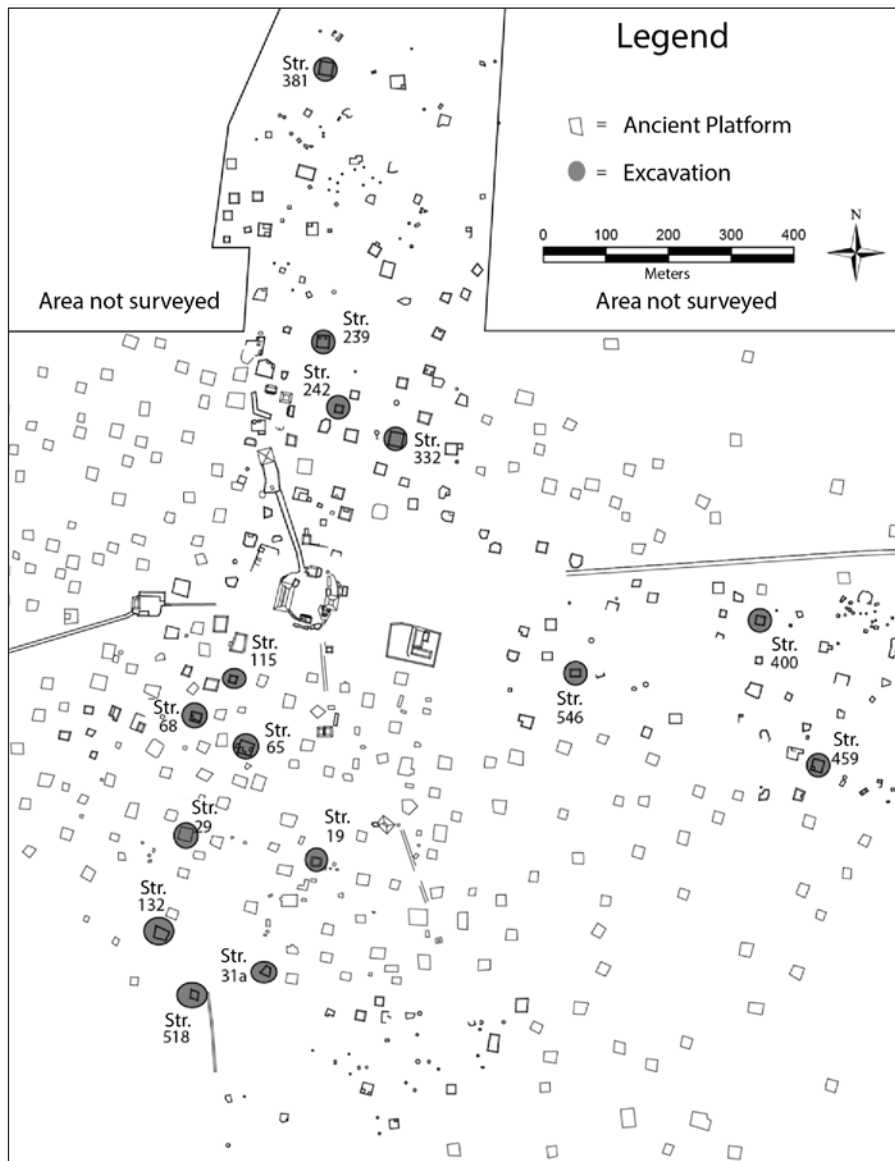 Legend
= Ancient Platform
= Excavation
0 100 200 300 400
Meters
N
Area not surveyed
Area not surveyed
Str.
381
Str.
239
Str.
242
Str.
332
Str.
115
Str.
68
Str.
65
Str.
400
Str.
546
Str.
459
Str.
29
Str.
19
Str.
132
Str.
31a
Str.
518